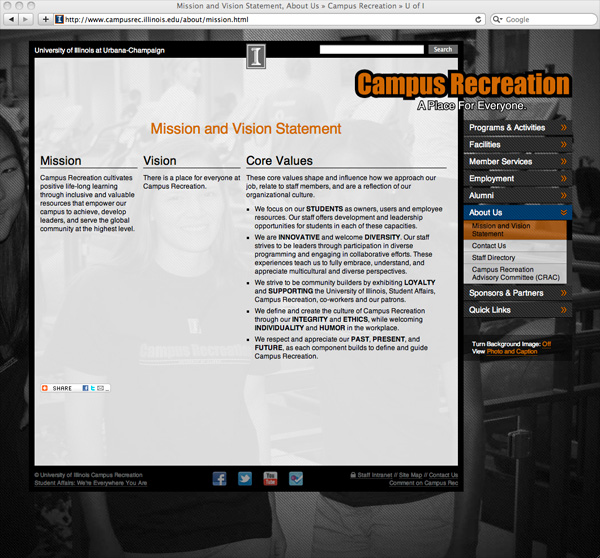 Mission and Vision Statement, About Us » Campus Recreation » U of I
http://www.campusrec.illinois.edu/about/mission.html
Google
University of Illinois at Urbana-Champaign
I
Search
Campus Recreation
A Place For Everyone.
Mission and Vision Statement
Mission
Campus Recreation cultivates
positive life-long learning
through inclusive and valuable
resources that empower our
campus to achieve, develop
leaders, and serve the global
community at the highest level.
Vision
There is a place for everyone at
Campus Recreation.
Core Values
These core values shape and influence how we approach our
job, relate to staff members, and are a reflection of our
organizational culture.
We focus on our STUDENTS as owners, users and employee
resources. Our staff offers development and leadership
opportunities for students in each of these capacities.
We are INNOVATIVE and welcome DIVERSITY. Our staff
strives to be leaders through participation in diverse
programming and engaging in collaborative efforts. These
experiences teach us to fully embrace, understand, and
appreciate multicultural and diverse perspectives.
We strive to be community builders by exhibiting LOYALTY
and SUPPORTING the University of Illinois, Student Affairs,
Campus Recreation, co-workers and our patrons.
We define and create the culture of Campus Recreation
through our INTEGRITY and ETHICS, while welcoming
INDIVIDUALITY and HUMOR in the workplace.
We respect and appreciate our PAST, PRESENT, and
FUTURE, as each component builds to define and guide
Campus Recreation.
Campus Recreation
SHARE
Programs & Activities
Facilities
Member Services
Employment
Alumni
About Us
Mission and Vision
Statement
Contact Us
Staff Directory
Campus Recreation
Advisory Committee (CRAC)
Sponsors & Partners
Quick Links
Turn Background Image: Off
View Photo and Caption
© University of Illinois Campus Recreation
Student Affairs: We're Everywhere You Are
You Tube
Staff Intranet // Site Map // Contact Us
Comment on Campus Rec